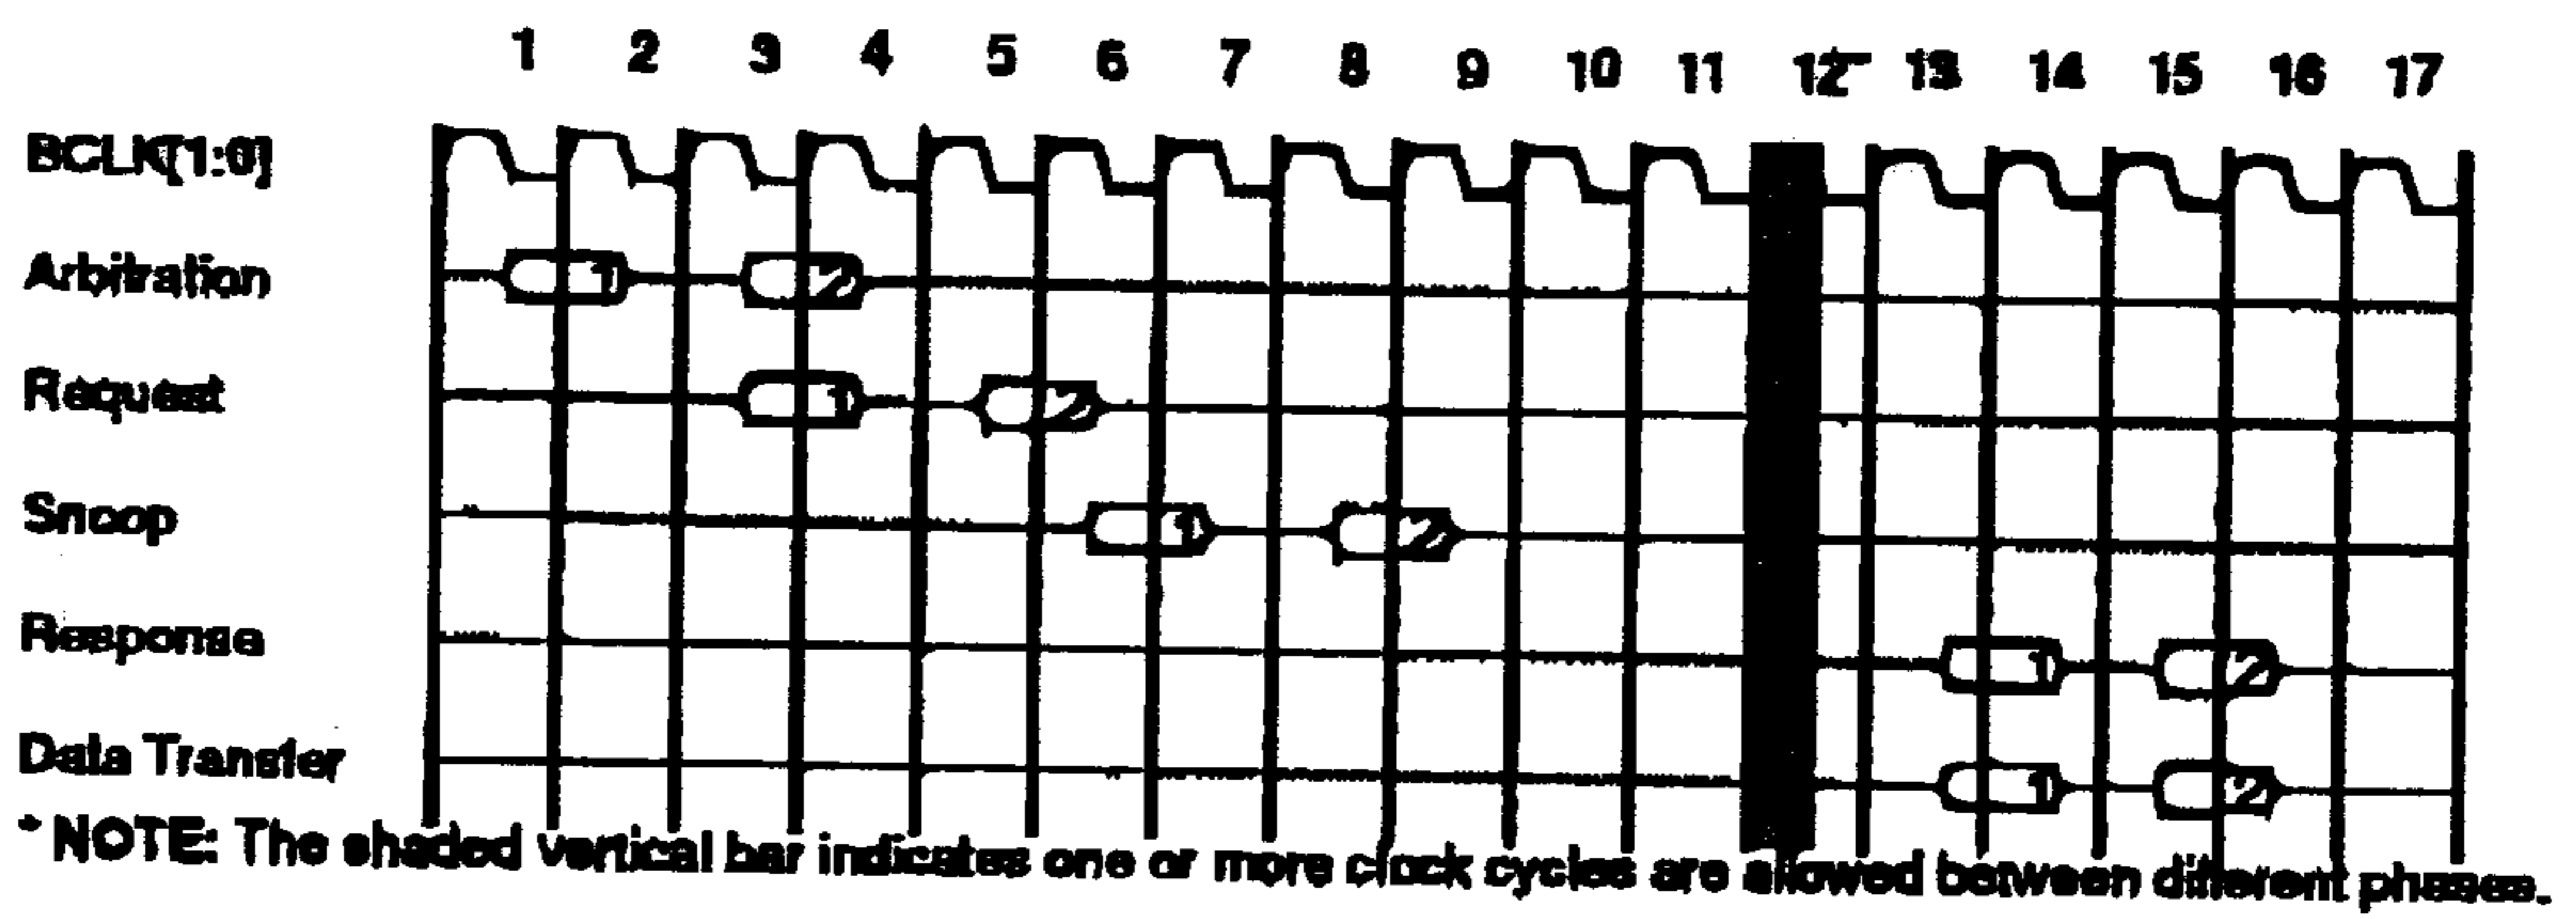 1 2 3 4 5 6 7 8 9 10 11 12* 13 14 15 16 17
BCLK[1:0]
Arbitration 1 2
Request 1 2
Snoop 1 2
Response 1 2
Data Transfer 1 2
* NOTE: The shaded vertical bar indicates one or more clock cycles are allowed between different phases.